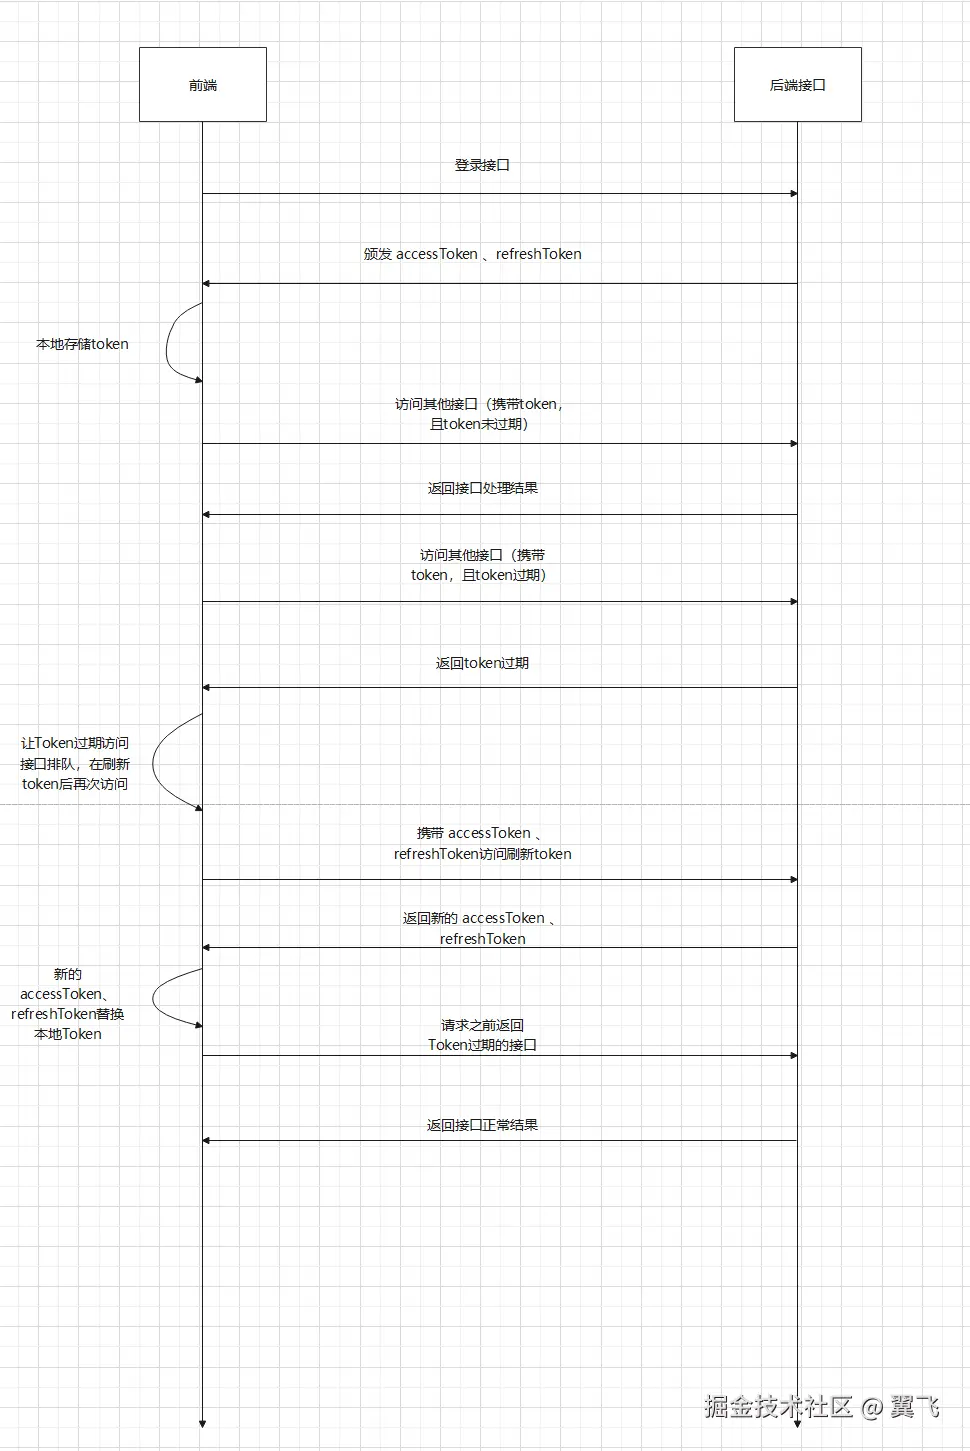 前端
后端接口
登录接口
颁发 accessToken 、refreshToken
本地存储token
访问其他接口（携带token，
且token未过期）
返回接口处理结果
访问其他接口（携带
token，且token过期）
返回token过期
让Token过期访问
接口排队，在刷新
token后再次访问
携带 accessToken 、
refreshToken访问刷新token
返回新的 accessToken 、
refreshToken
新的
accessToken、
refreshToken替换
本地Token
请求之前返回
Token过期的接口
返回接口正常结果
掘金技术社区 @ 翼飞